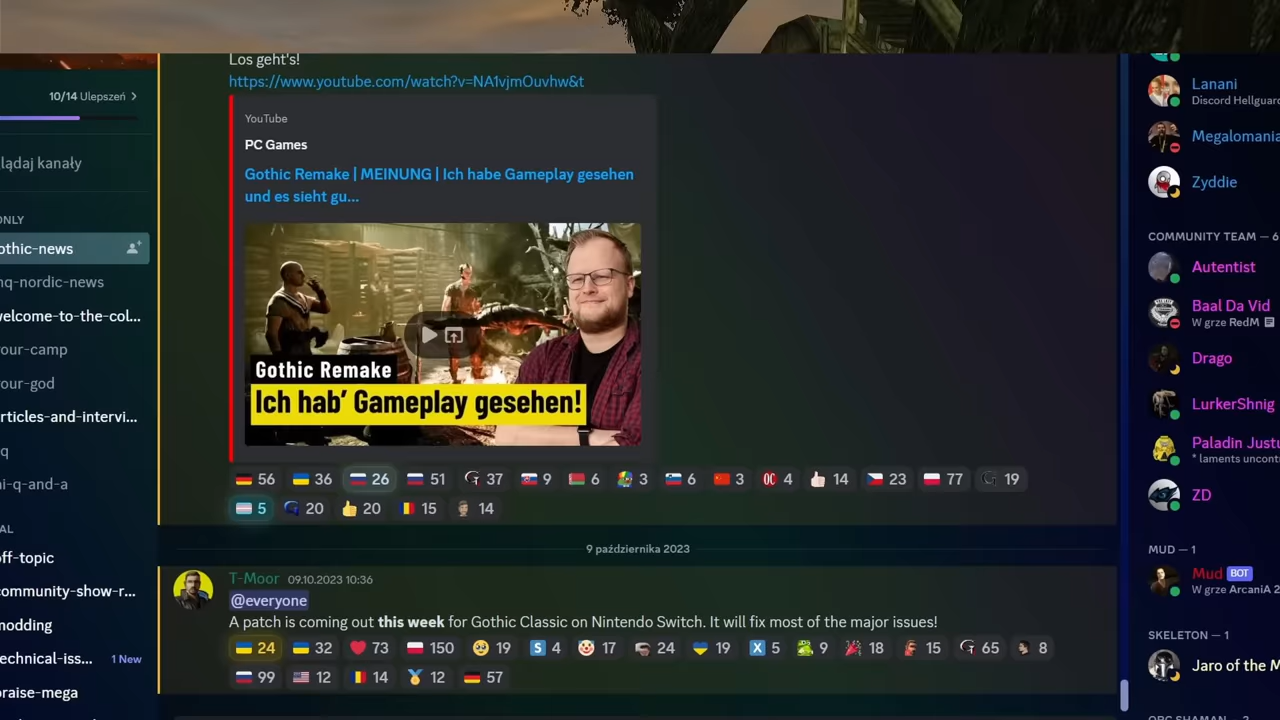 10/14 Ulepszeń
lądaj kanały
ONLY
othic-news
nq-nordic-news
welcome-to-the-col...
your-camp
your-god
rticles-and-intervi...
q
ai-q-and-a
AL
off-topic
community-show-r...
modding
technical-iss...
1 New
praise-mega
Los geht's!
https://www.youtube.com/watch?v=NA1vjmOuvhw&t
YouTube
PC Games
Gothic Remake | MEINUNG | Ich habe Gameplay gesehen
und es sieht gu...
Gothic Remake
Ich hab' Gameplay gesehen!
56 36 26 51 37 9 6 3 6 3 4 14 23 77 19
5 20 20 15 14
9 października 2023
T-Moor 09.10.2023 10:36
@everyone
A patch is coming out this week for Gothic Classic on Nintendo Switch. It will fix most of the major issues!
24 32 73 150 19 4 17 24 19 5 9 18 15 65 8
99 12 14 12 57
Lanani
Discord Hellgua
Megalomania
Zyddie
COMMUNITY TEAM — 6
Autentist
Baal Da Vid
W grze RedM
Drago
LurkerShnig
Paladin Justu
* laments uncont
ZD
MUD — 1
Mud BOT
W grze ArcaniA 2
SKELETON — 1
Jaro of the M